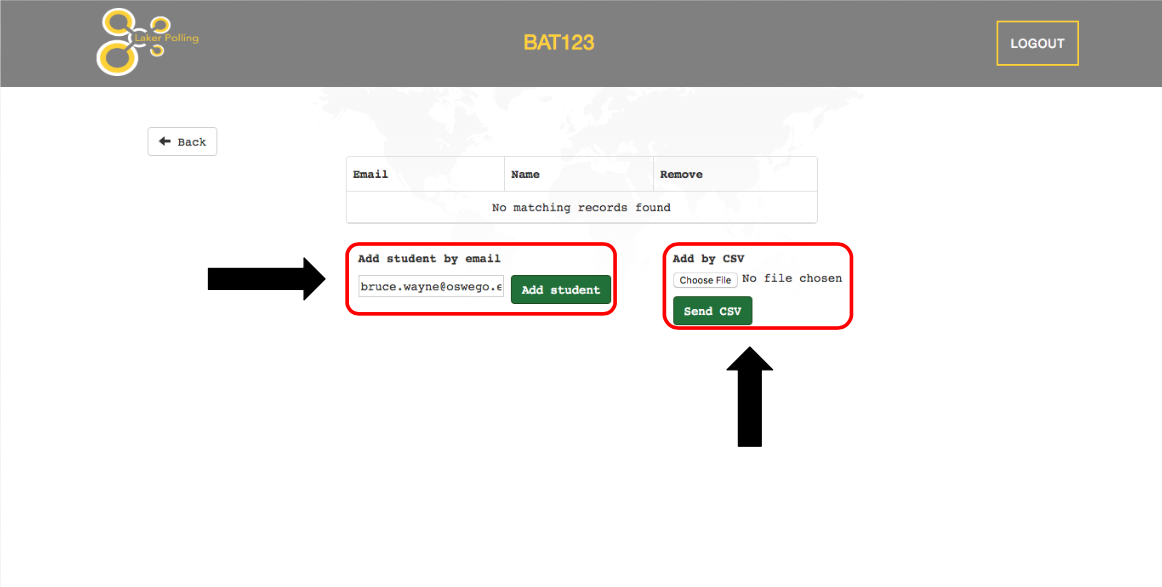 Laker Polling
BAT123
LOGOUT
Back
Email Name Remove
No matching records found
Add student by email
bruce.wayne@oswego.e Add student
Add by CSV
Choose File No file chosen
Send CSV